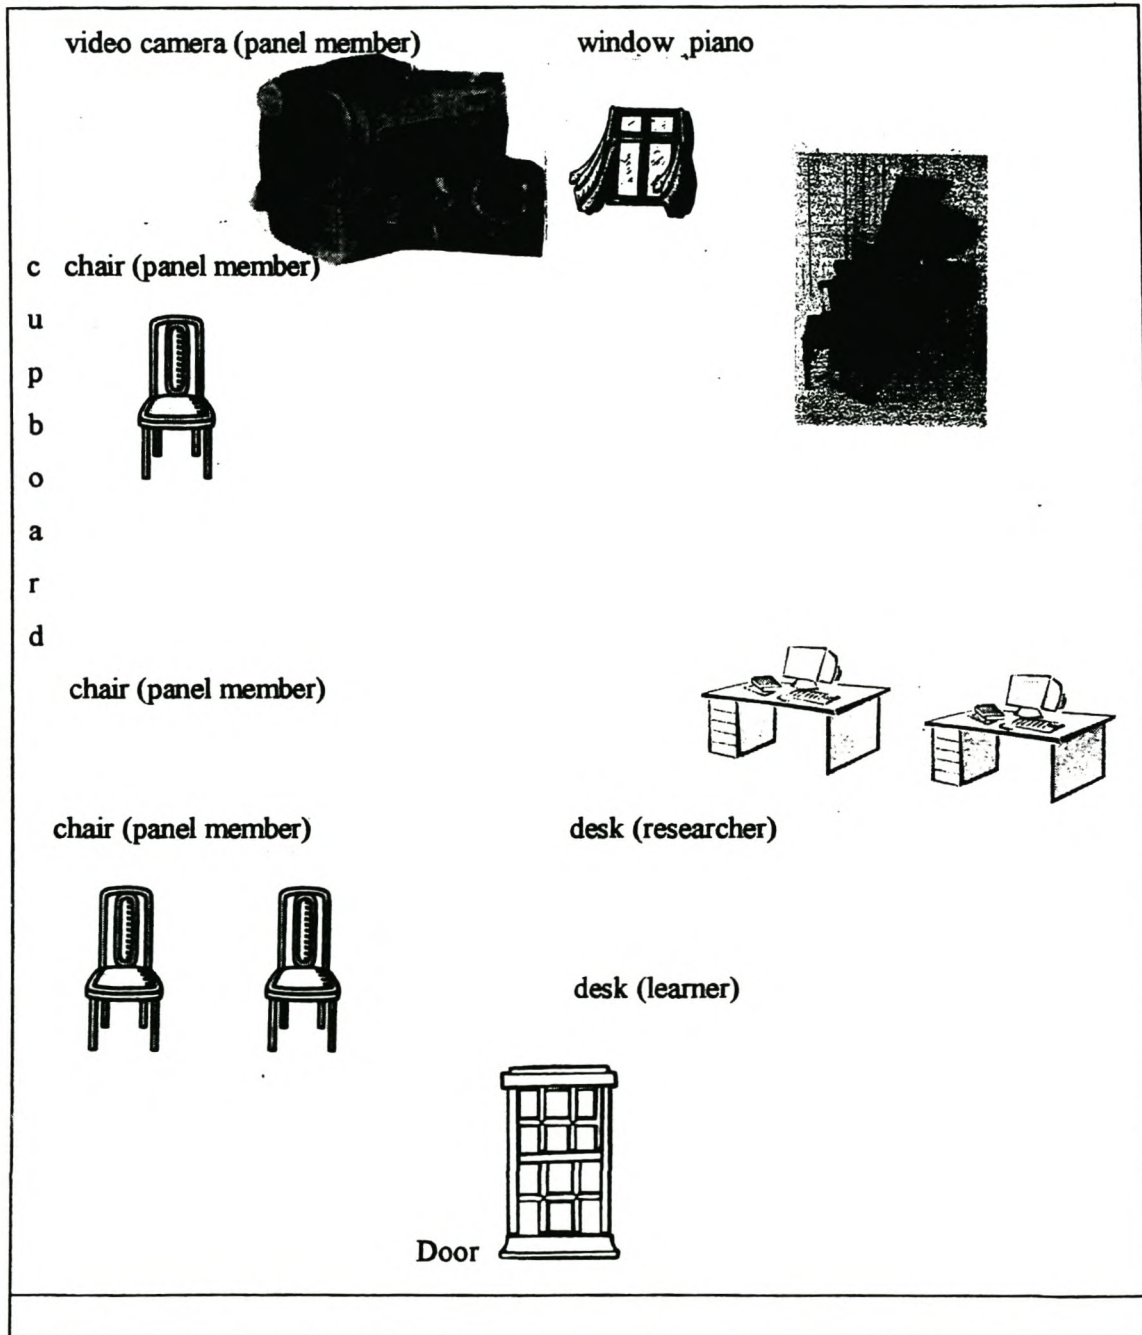 video camera (panel member) window piano
c chair (panel member)
u
p
b
o
a
r
d
chair (panel member)
chair (panel member) desk (researcher)
desk (learner)
Door